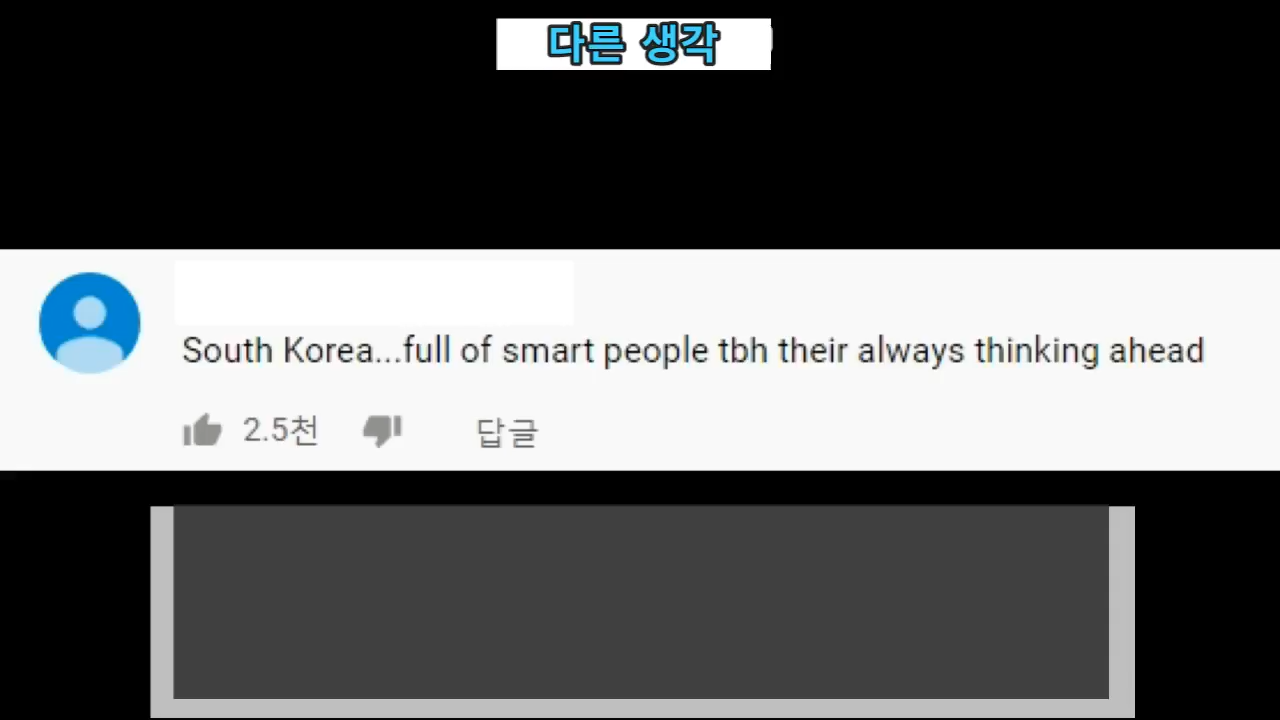 다른 생각
South Korea...full of smart people tbh their always thinking ahead
2.5천 답글